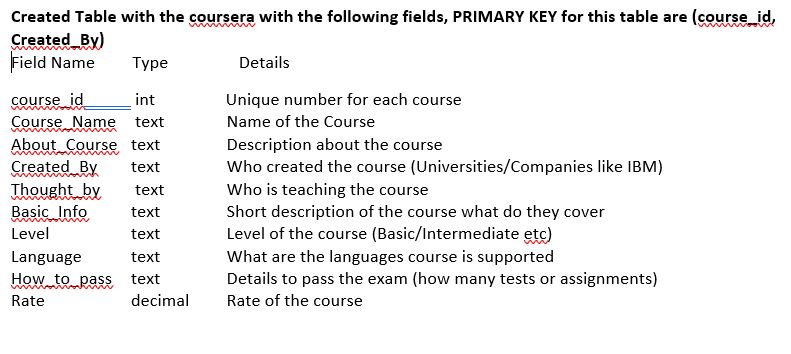 Created Table with the coursera with the following fields, PRIMARY KEY for this table are (course_id,
Created_By)
Field Name Type Details
course_id int Unique number for each course
Course_Name text Name of the Course
About_Course text Description about the course
Created_By text Who created the course (Universities/Companies like IBM)
Thought_by text Who is teaching the course
Basic_Info text Short description of the course what do they cover
Level text Level of the course (Basic/Intermediate etc)
Language text What are the languages course is supported
How_to_pass text Details to pass the exam (how many tests or assignments)
Rate decimal Rate of the course